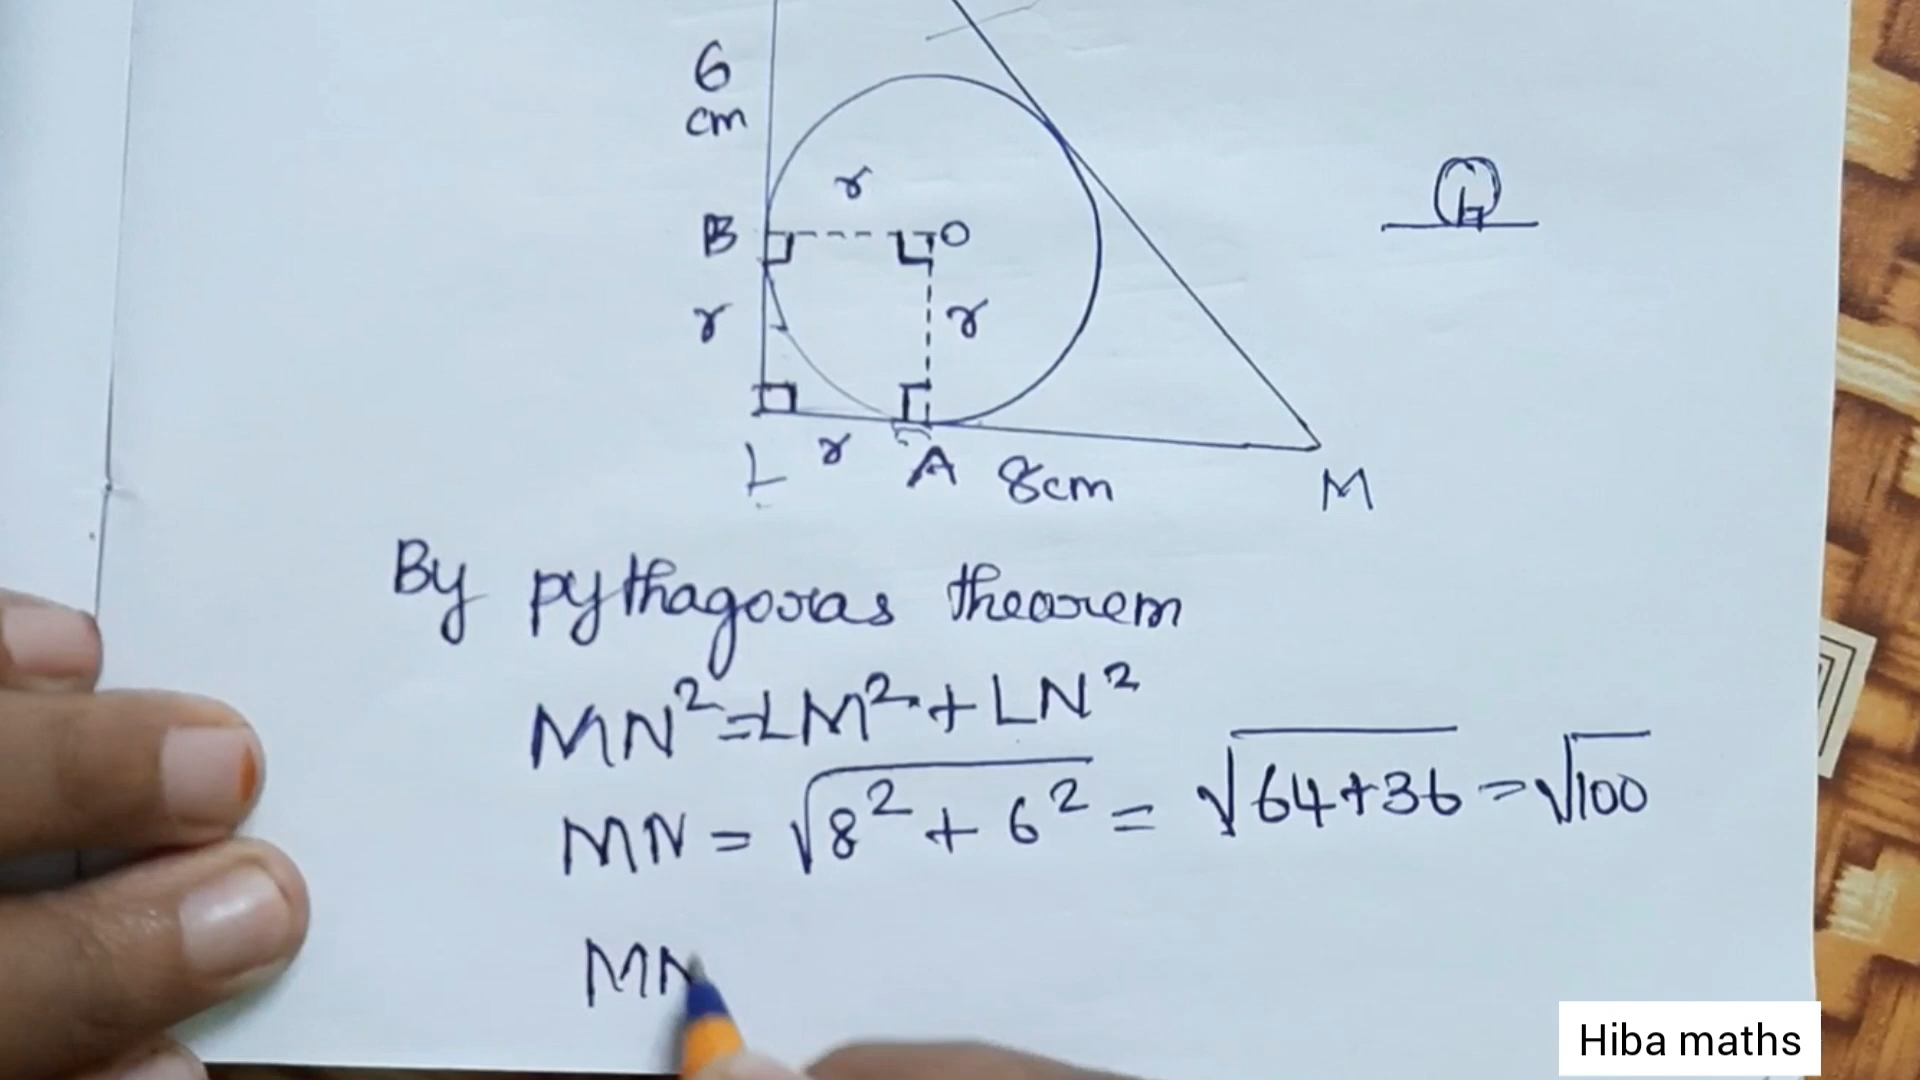 6
cm
r
B O
r r
L r A 8cm M
By pythagoras theorem
MN²=LM²+LN²
MN = √8²+6² = √64+36 = √100
MN
Hiba maths